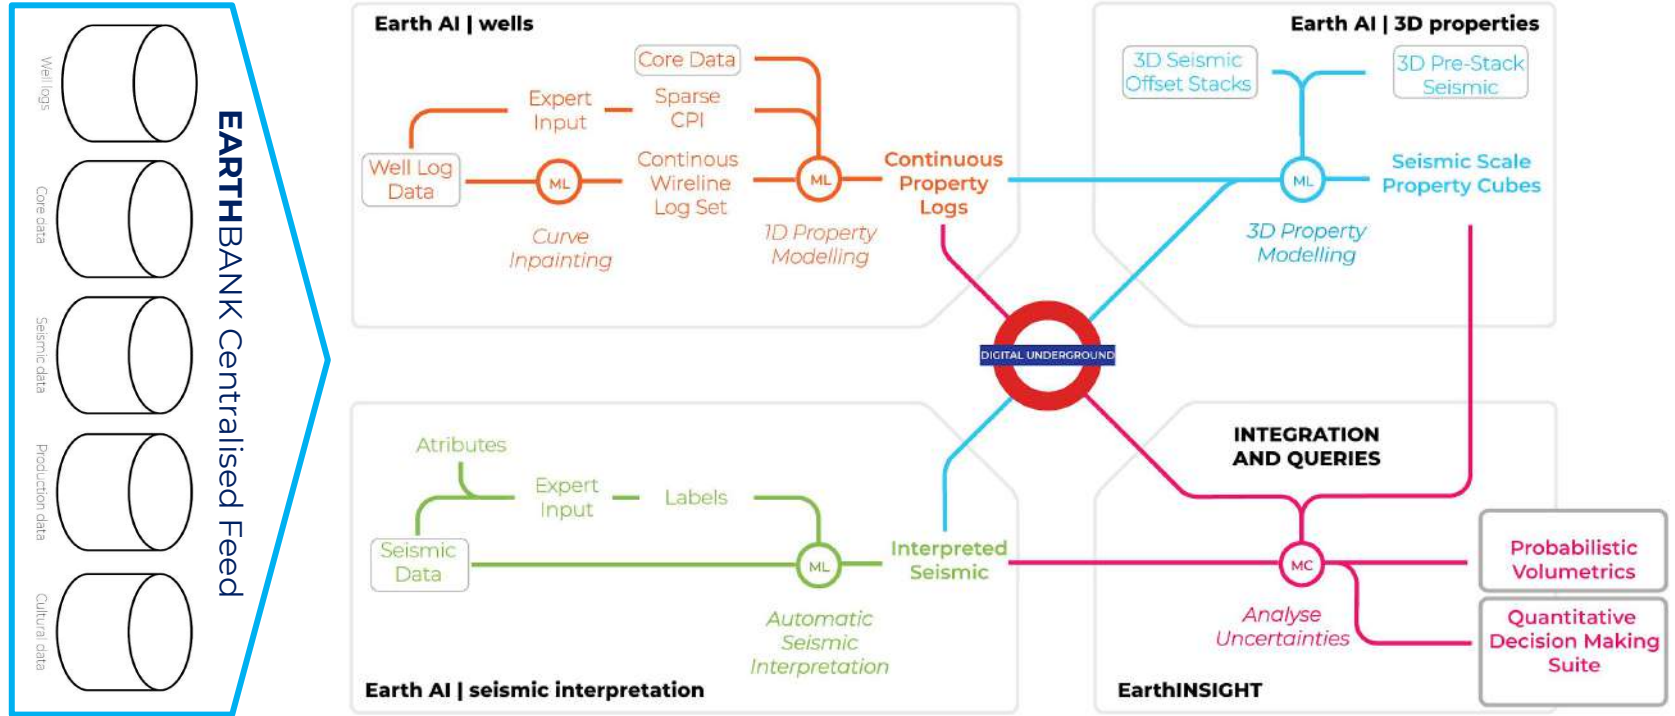 Well logs
Core data
Seismic data
Production data
Cultural data
EARTHBANK Centralised Feed
Earth AI | wells
Core Data
Expert
Input
Sparse
CPI
Well Log
Data
ML
Continous
Wireline
Log Set
ML
Continuous
Property
Logs
Curve
Inpainting
1D Property
Modelling
Earth AI | 3D properties
3D Seismic
Offset Stacks
3D Pre-Stack
Seismic
ML
Seismic Scale
Property Cubes
3D Property
Modelling
DIGITAL UNDERGROUND
Atributes
Expert
Input
Labels
Seismic
Data
ML
Interpreted
Seismic
Automatic
Seismic
Interpretation
Earth AI | seismic interpretation
INTEGRATION
AND QUERIES
MC
Analyse
Uncertainties
Probabilistic
Volumetrics
Quantitative
Decision Making
Suite
EarthINSIGHT